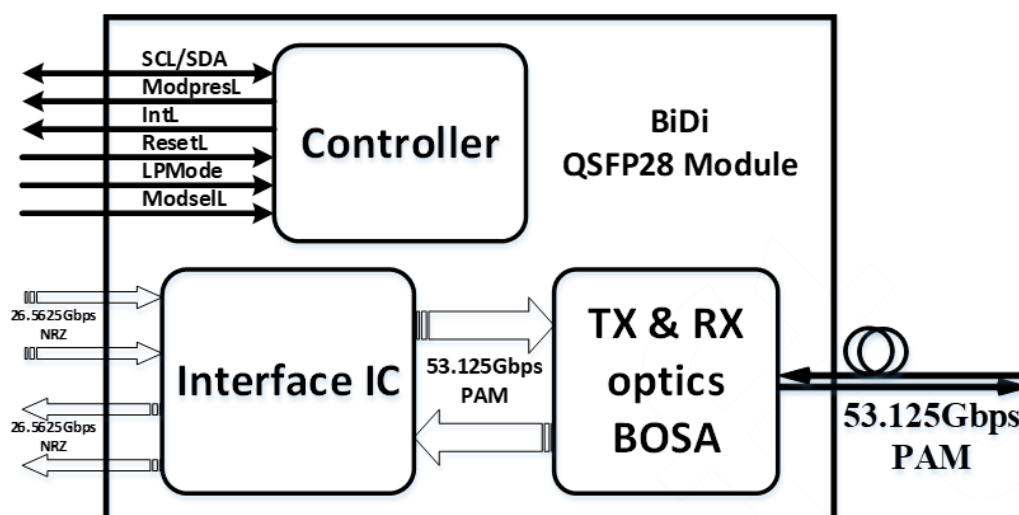 SCL/SDA
ModpresL
IntL
ResetL
LPMode
ModselL
Controller
BiDi
QSFP28 Module
26.5625Gbps
NRZ
26.5625Gbps
NRZ
Interface IC
53.125Gbps
PAM
TX & RX
optics
BOSA
53.125Gbps
PAM